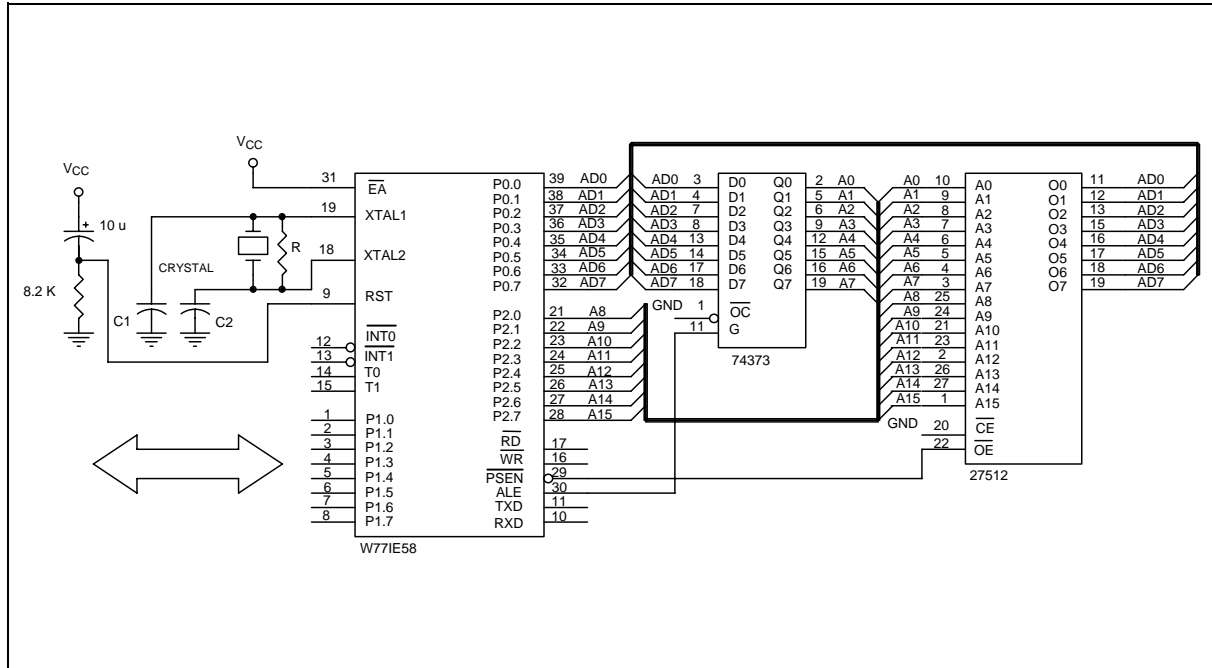 VCC
10 u
8.2 K
VCC
C1
CRYSTAL
C2
R
31 EA
19 XTAL1
18 XTAL2
9 RST
12 INT0
13 INT1
14 T0
15 T1
1 P1.0
2 P1.1
3 P1.2
4 P1.3
5 P1.4
6 P1.5
7 P1.6
8 P1.7
P0.0 39 AD0
P0.1 38 AD1
P0.2 37 AD2
P0.3 36 AD3
P0.4 35 AD4
P0.5 34 AD5
P0.6 33 AD6
P0.7 32 AD7
P2.0 21 A8
P2.1 22 A9
P2.2 23 A10
P2.3 24 A11
P2.4 25 A12
P2.5 26 A13
P2.6 27 A14
P2.7 28 A15
RD 17
WR 16
PSEN 29
ALE 30
TXD 11
RXD 10
W77IE58
AD0 3 D0 Q0 2 A0
AD1 4 D1 Q1 5 A1
AD2 7 D2 Q2 6 A2
AD3 8 D3 Q3 9 A3
AD4 13 D4 Q4 12 A4
AD5 14 D5 Q5 15 A5
AD6 17 D6 Q6 16 A6
AD7 18 D7 Q7 19 A7
GND 1 OC
11 G
74373
A0 10 A0 O0 11 AD0
A1 9 A1 O1 12 AD1
A2 8 A2 O2 13 AD2
A3 7 A3 O3 15 AD3
A4 6 A4 O4 16 AD4
A5 5 A5 O5 17 AD5
A6 4 A6 O6 18 AD6
A7 3 A7 O7 19 AD7
A8 25 A8
A9 24 A9
A10 21 A10
A11 23 A11
A12 2 A12
A13 26 A13
A14 27 A14
A15 1 A15
GND 20 CE
22 OE
27512